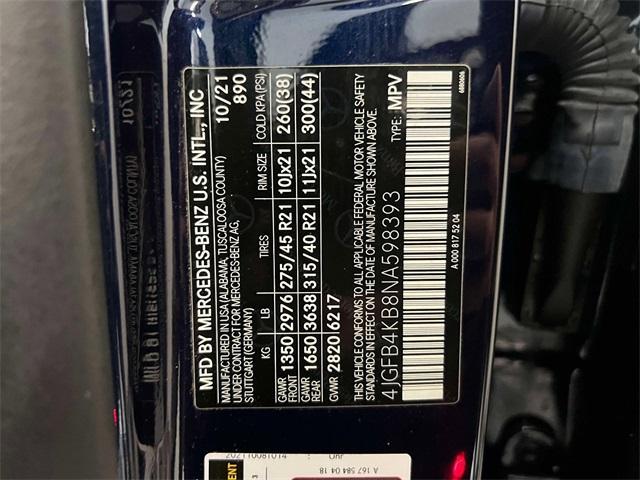 MFD BY MERCEDES-BENZ U.S. INTL., INC 10/21
MANUFACTURED IN USA (ALABAMA, TUSCALOOSA COUNTY) 890
UNDER CONTRACT FOR MERCEDES-BENZ AG,
STUTTGART (GERMANY)
KG LB TIRES RIM SIZE COLD KPA(PSI)
GAWR FRONT 1350 2976 275/45 R21 10Jx21 260(38)
GAWR REAR 1650 3638 315/40 R21 11Jx21 300(44)
GVWR 2820 6217
THIS VEHICLE CONFORMS TO ALL APPLICABLE FEDERAL MOTOR VEHICLE SAFETY
STANDARDS IN EFFECT ON THE DATE OF MANUFACTURE SHOWN ABOVE.
4JGFB4KB8NA598393 TYPE: MPV
A 000 817 52 04
A 167 584 04 18